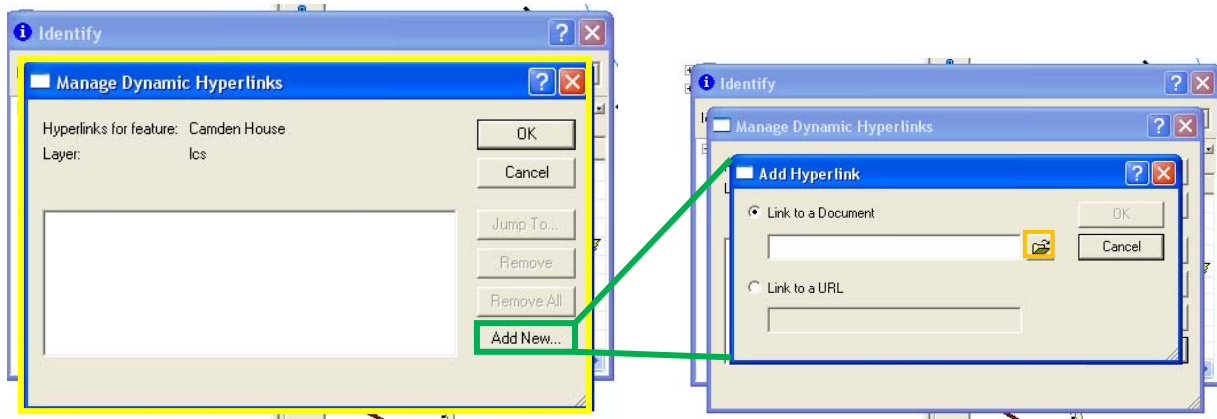 Identify
Manage Dynamic Hyperlinks
Hyperlinks for feature: Camden House
Layer: lcs
OK
Cancel
Jump To...
Remove
Remove All
Add New...
Identify
Manage Dynamic Hyperlinks
Add Hyperlink
Link to a Document
OK
Cancel
Link to a URL